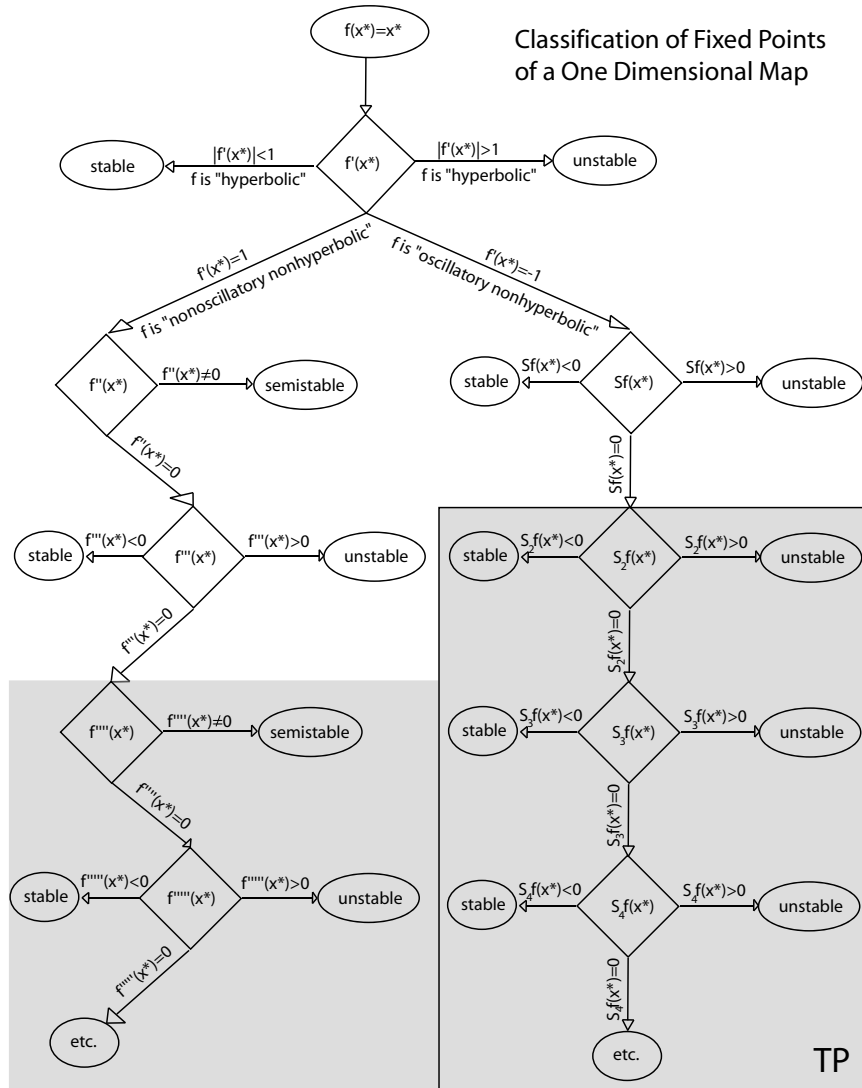 f(x*)=x*
Classification of Fixed Points
of a One Dimensional Map
stable
|f'(x*)|<1
f is "hyperbolic"
f'(x*)
|f'(x*)|>1
f is "hyperbolic"
unstable
f'(x*)=1
f is "nonoscillatory nonhyperbolic"
f'(x*)=-1
f is "oscillatory nonhyperbolic"
f''(x*)
f''(x*)≠0
semistable
stable
Sf(x*)<0
Sf(x*)
Sf(x*)>0
unstable
f''(x*)=0
Sf(x*)=0
stable
f'''(x*)<0
f'''(x*)
f'''(x*)>0
unstable
stable
S₂f(x*)<0
S₂f(x*)
S₂f(x*)>0
unstable
f'''(x*)=0
S₂f(x*)=0
f''''(x*)
f''''(x*)≠0
semistable
stable
S₃f(x*)<0
S₃f(x*)
S₃f(x*)>0
unstable
f''''(x*)=0
S₃f(x*)=0
stable
f'''''(x*)<0
f'''''(x*)
f'''''(x*)>0
unstable
stable
S₄f(x*)<0
S₄f(x*)
S₄f(x*)>0
unstable
f'''''(x*)=0
S₄f(x*)=0
etc.
etc.
TP